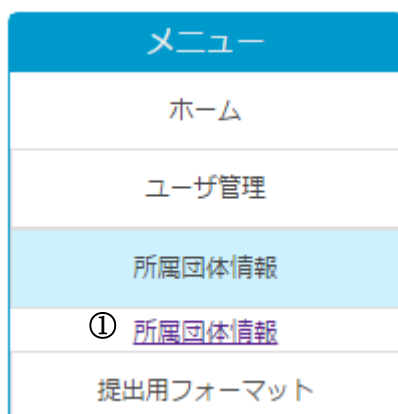 メニュー
ホーム
ユーザ管理
所属団体情報
① 所属団体情報
提出用フォーマット